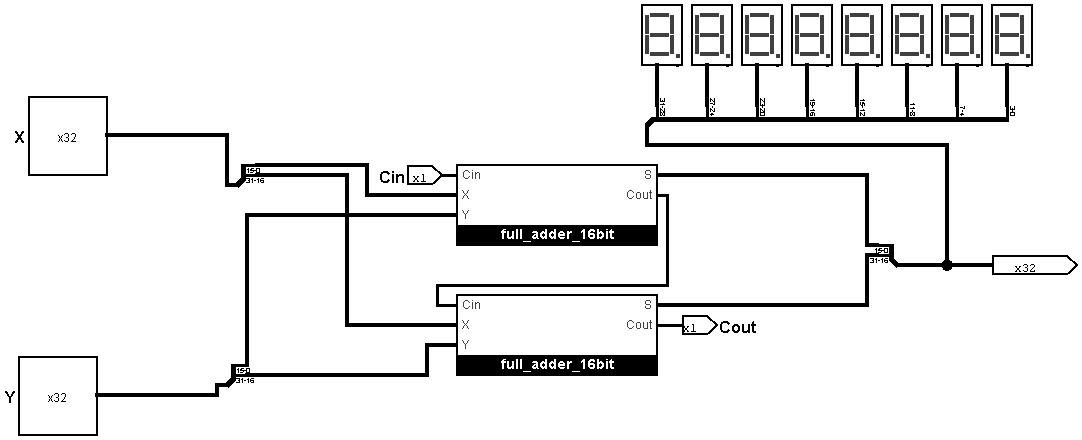 31-28
27-24
23-20
19-16
15-12
11-8
7-4
3-0
X
x32
15-0
31-16
Cin
x1
Cin
X
Y
S
Cout
full_adder_16bit
15-0
31-16
x32
Cin
X
Y
S
Cout
full_adder_16bit
x1
Cout
Y
x32
15-0
31-16